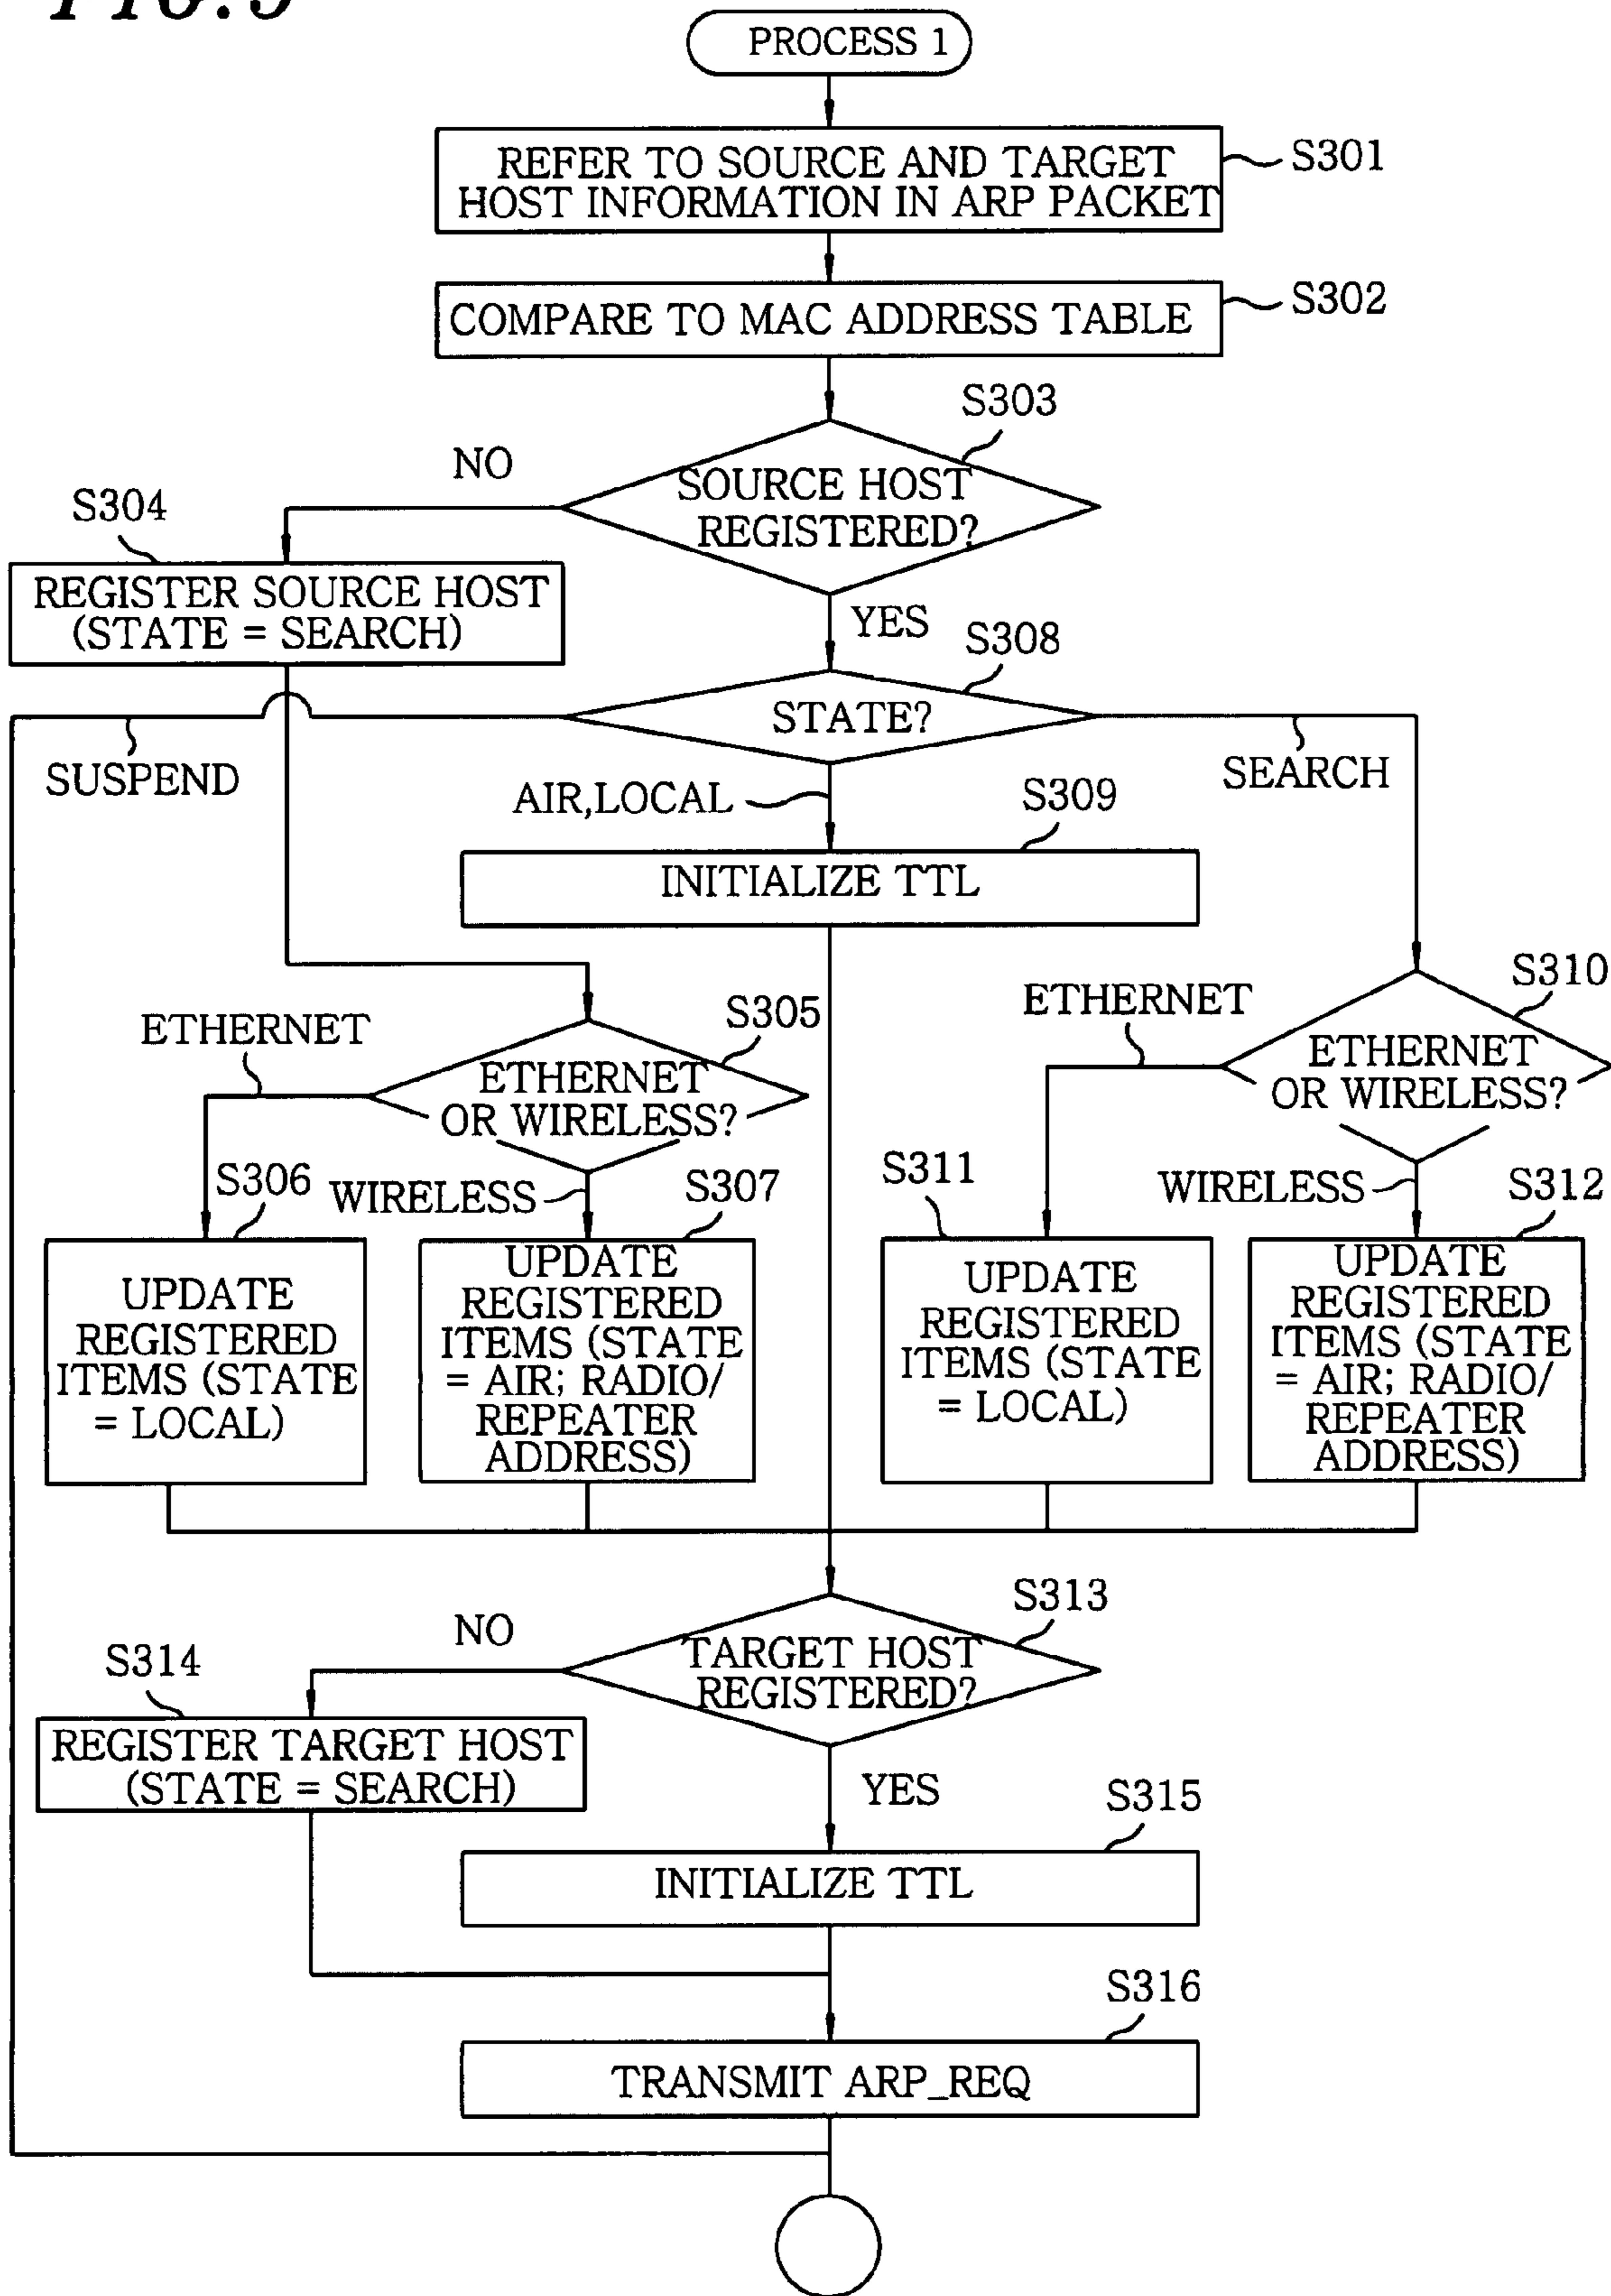 PROCESS 1
REFER TO SOURCE AND TARGET
HOST INFORMATION IN ARP PACKET
S301
COMPARE TO MAC ADDRESS TABLE
S302
S303
NO
SOURCE HOST
REGISTERED?
S304
REGISTER SOURCE HOST
(STATE = SEARCH)
YES
S308
STATE?
SUSPEND
SEARCH
AIR,LOCAL
S309
INITIALIZE TTL
S305
ETHERNET
ETHERNET
OR WIRELESS?
S310
ETHERNET
ETHERNET
OR WIRELESS?
S306
WIRELESS
S307
S311
WIRELESS
S312
UPDATE
REGISTERED
ITEMS (STATE
= LOCAL)
UPDATE
REGISTERED
ITEMS (STATE
= AIR; RADIO/
REPEATER
ADDRESS)
UPDATE
REGISTERED
ITEMS (STATE
= LOCAL)
UPDATE
REGISTERED
ITEMS (STATE
= AIR; RADIO/
REPEATER
ADDRESS)
S313
NO
TARGET HOST
REGISTERED?
S314
REGISTER TARGET HOST
(STATE = SEARCH)
YES
S315
INITIALIZE TTL
S316
TRANSMIT ARP_REQ